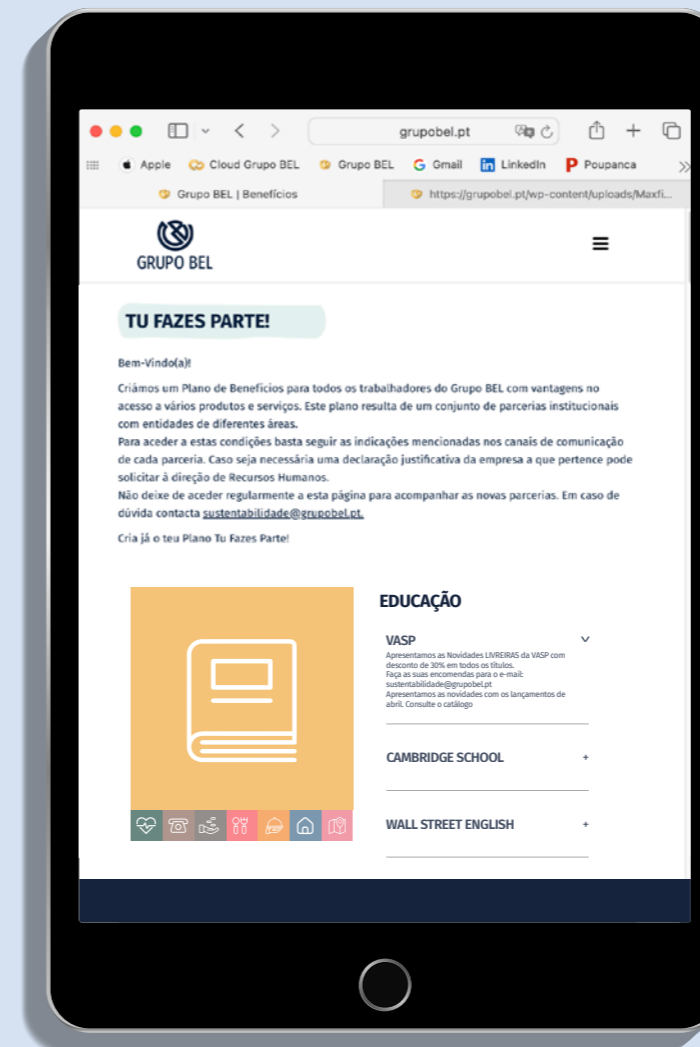 grupobel.pt
Apple Cloud Grupo BEL Grupo BEL Gmail LinkedIn Poupanca
Grupo BEL | Benefícios https://grupobel.pt/wp-content/uploads/Maxfi...
GRUPO BEL
TU FAZES PARTE!
Bem-Vindo(a)!
Criámos um Plano de Benefícios para todos os trabalhadores do Grupo BEL com vantagens no
acesso a vários produtos e serviços. Este plano resulta de um conjunto de parcerias institucionais
com entidades de diferentes áreas.
Para aceder a estas condições basta seguir as indicações mencionadas nos canais de comunicação
de cada parceria. Caso seja necessária uma declaração justificativa da empresa a que pertence pode
solicitar à direção de Recursos Humanos.
Não deixe de aceder regularmente a esta página para acompanhar as novas parcerias. Em caso de
dúvida contacta sustentabilidade@grupobel.pt.
Cria já o teu Plano Tu Fazes Parte!
EDUCAÇÃO
VASP
Apresentamos as Novidades LIVREIRAS da VASP com
desconto de 30% em todos os títulos.
Faça as suas encomendas para o e-mail:
sustentabilidade@grupobel.pt
Apresentamos as novidades com os lançamentos de
abril. Consulte o catálogo
CAMBRIDGE SCHOOL +
WALL STREET ENGLISH +